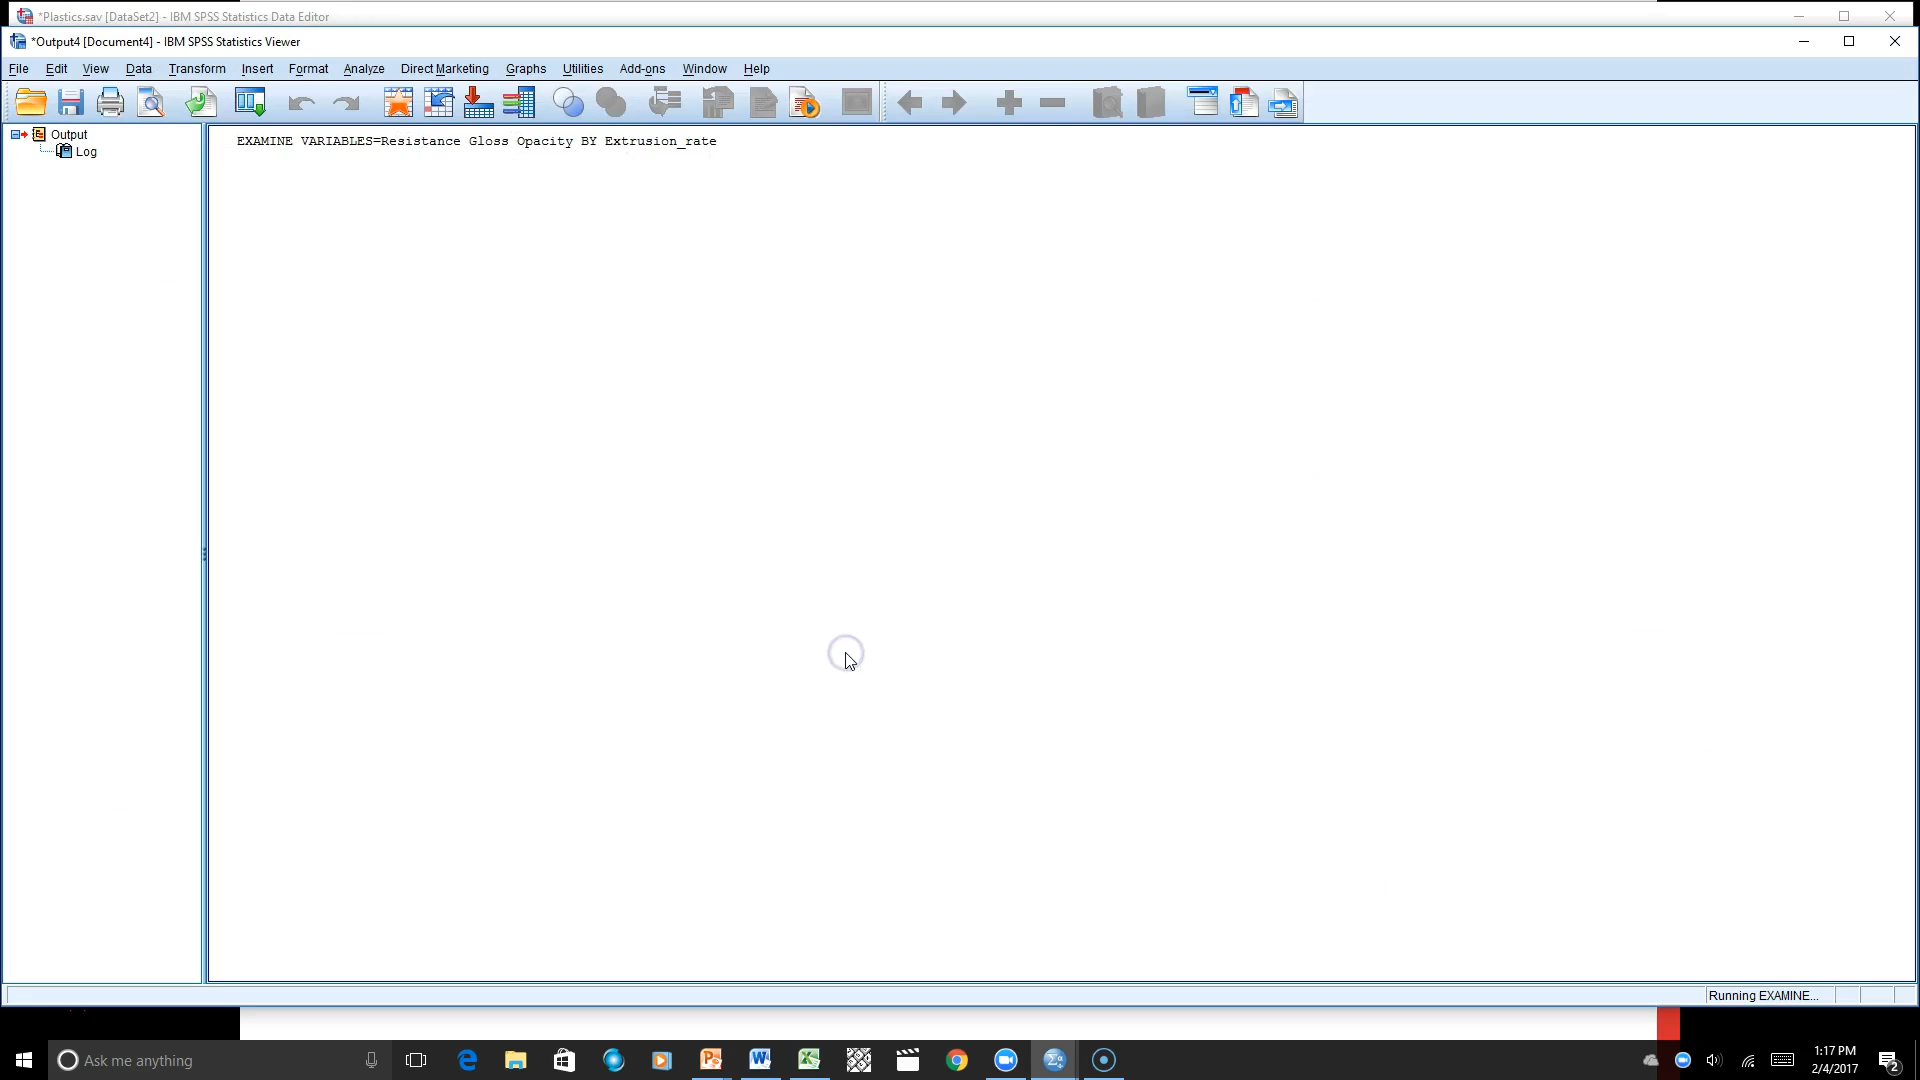 *Plastics.sav [DataSet2] - IBM SPSS Statistics Data Editor
*Output4 [Document4] - IBM SPSS Statistics Viewer
File Edit View Data Transform Insert Format Analyze Direct Marketing Graphs Utilities Add-ons Window Help
Output
Log
EXAMINE VARIABLES=Resistance Gloss Opacity BY Extrusion_rate
Running EXAMINE...
Ask me anything
1:17 PM
2/4/2017
2